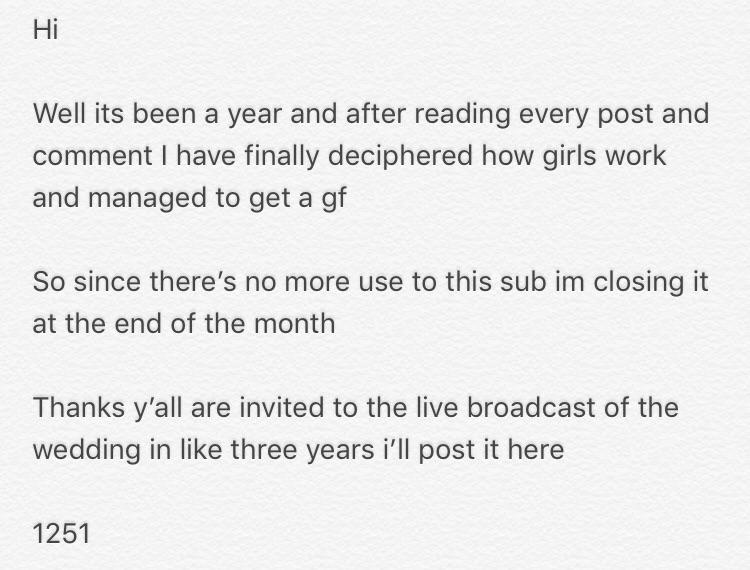 Hi
Well its been a year and after reading every post and
comment I have finally deciphered how girls work
and managed to get a gf
So since there’s no more use to this sub im closing it
at the end of the month
Thanks y’all are invited to the live broadcast of the
wedding in like three years i’ll post it here
1251